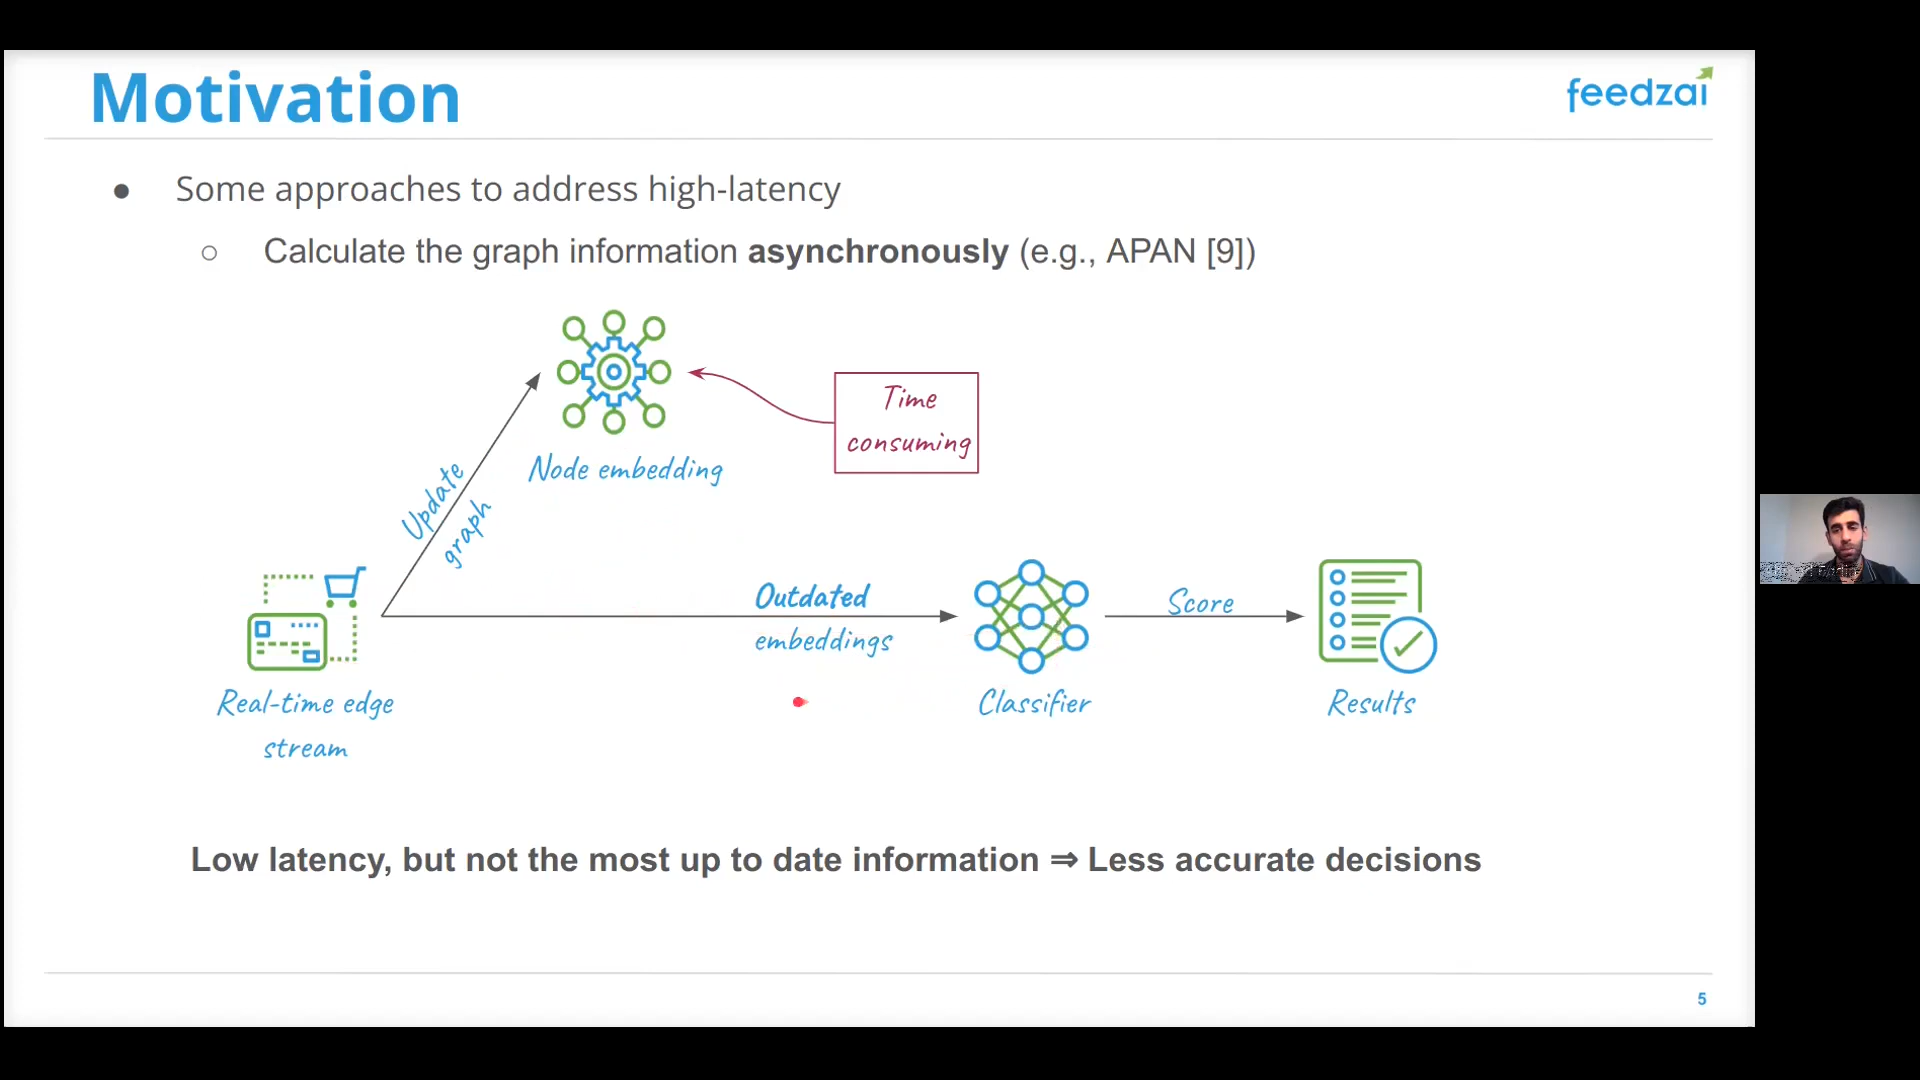 Motivation
feedzai
● Some approaches to address high-latency
○ Calculate the graph information asynchronously (e.g., APAN [9])
Time
consuming
Node embedding
Update
graph
Outdated
embeddings
Score
Real-time edge
stream
Classifier
Results
Low latency, but not the most up to date information ⇒ Less accurate decisions
5